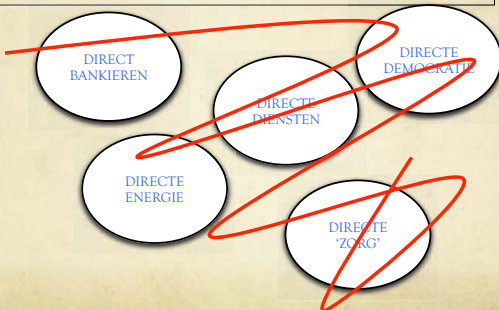 DIRECT
BANKIEREN
DIRECTE
DEMOCRATIE
DIRECTE
DIENSTEN
DIRECTE
ENERGIE
DIRECTE
‘ZORG’